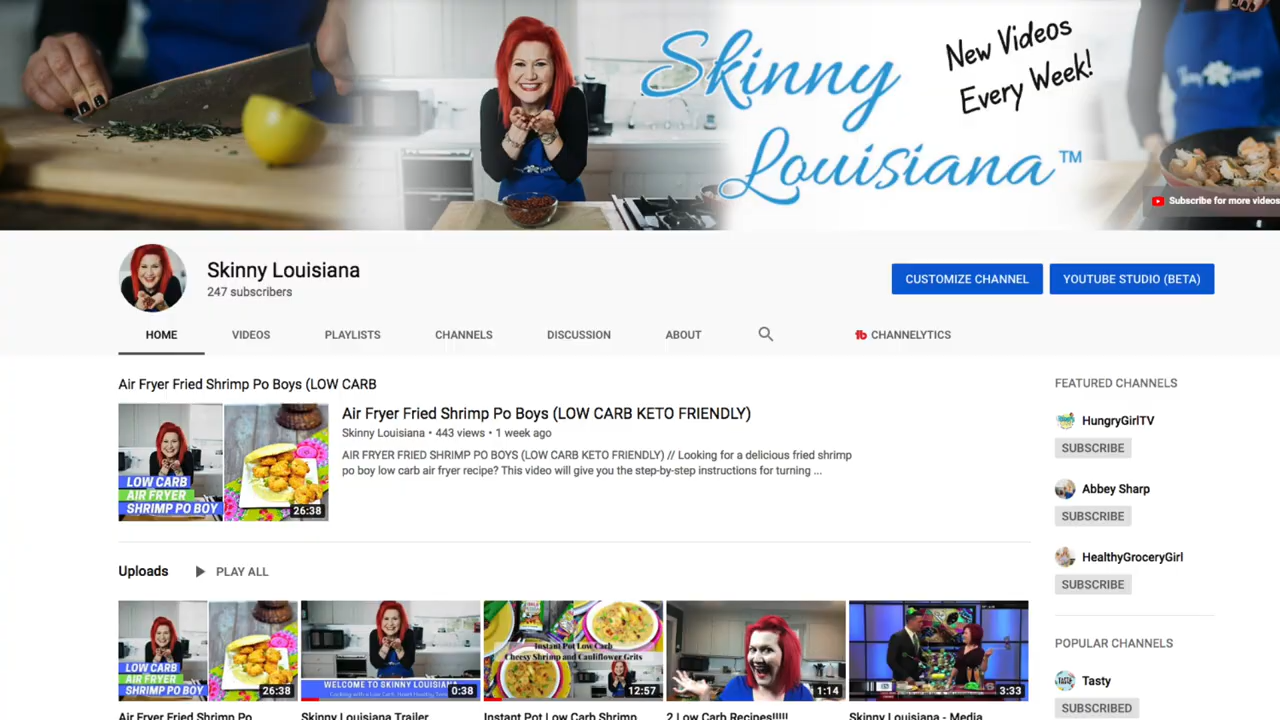 New Videos
Every Week!
Skinny
Louisiana™
Subscribe for more videos
Skinny Louisiana
247 subscribers
CUSTOMIZE CHANNEL
YOUTUBE STUDIO (BETA)
HOME
VIDEOS
PLAYLISTS
CHANNELS
DISCUSSION
ABOUT
CHANNELYTICS
Air Fryer Fried Shrimp Po Boys (LOW CARB
Air Fryer Fried Shrimp Po Boys (LOW CARB KETO FRIENDLY)
Skinny Louisiana • 443 views • 1 week ago
AIR FRYER FRIED SHRIMP PO BOYS (LOW CARB KETO FRIENDLY) // Looking for a delicious fried shrimp
po boy low carb air fryer recipe? This video will give you the step-by-step instructions for turning ...
LOW CARB
AIR FRYER
SHRIMP PO BOY
26:38
FEATURED CHANNELS
HungryGirlTV
SUBSCRIBE
Abbey Sharp
SUBSCRIBE
HealthyGroceryGirl
SUBSCRIBE
POPULAR CHANNELS
Tasty
SUBSCRIBED
Uploads
PLAY ALL
LOW CARB
AIR FRYER
SHRIMP PO BOY
26:38
WELCOME TO SKINNY LOUISIANA
0:38
Instant Pot Low Carb
Cheesy Shrimp and Cauliflower Grits
12:57
1:14
3:33
Air Fryer Fried Shrimp Po
Skinny Louisiana Trailer
Instant Pot Low Carb Shrimp
2 Low Carb Recipes!!!!!
Skinny Louisiana - Media